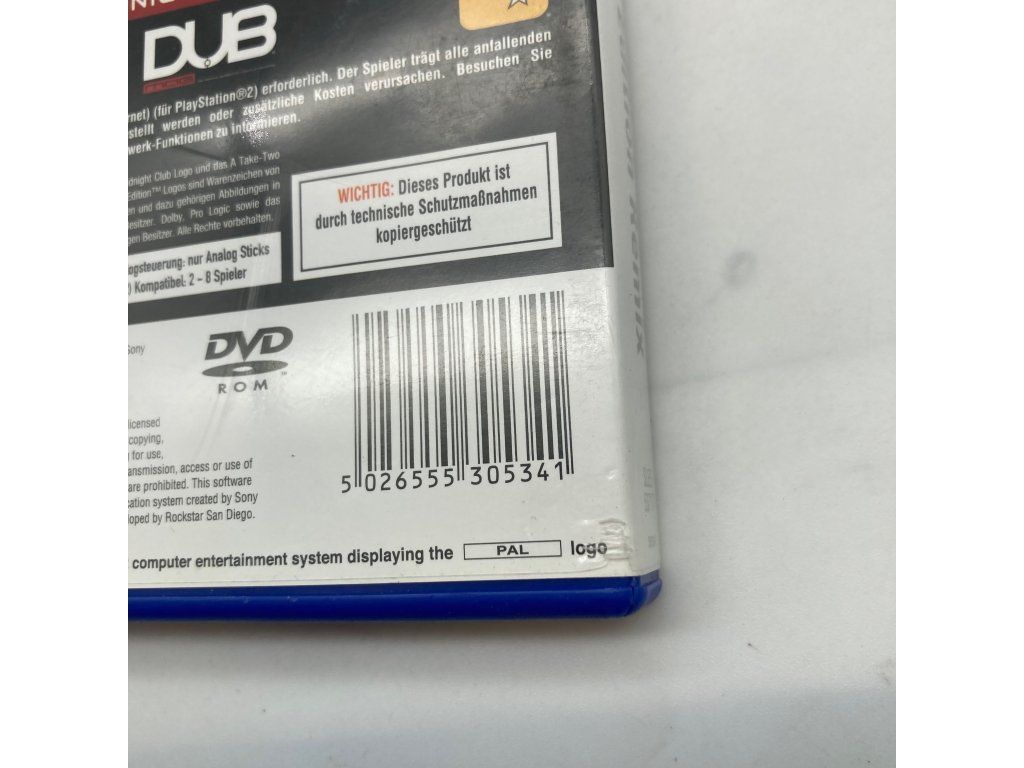 DUB
rnet) (für PlayStation®2) erforderlich. Der Spieler trägt alle anfallenden
stellt werden oder zusätzliche Kosten verursachen. Besuchen Sie
werk-Funktionen zu informieren.
dnight Club Logo und das A Take-Two
Edition™ Logos sind Warenzeichen von
en und dazu gehörigen Abbildungen in
esitzer. Dolby, Pro Logic sowie das
gen Besitzer. Alle Rechte vorbehalten.
WICHTIG: Dieses Produkt ist
durch technische Schutzmaßnahmen
kopiergeschützt
ogsteuerung: nur Analog Sticks
) Kompatibel: 2 - 8 Spieler
Sony
DVD
ROM
licensed
copying,
for use,
ansmission, access or use of
are prohibited. This software
cation system created by Sony
loped by Rockstar San Diego.
5 026555 305341
computer entertainment system displaying the PAL logo
Remix